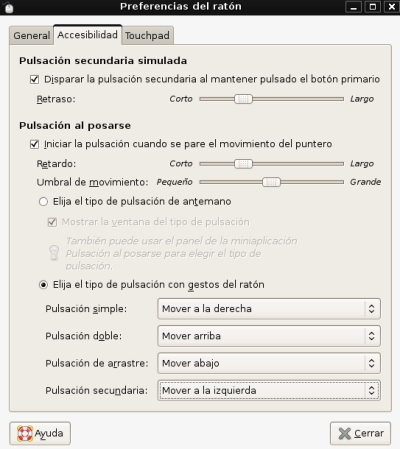 Preferencias del ratón
General Accesibilidad Touchpad
Pulsación secundaria simulada
Disparar la pulsación secundaria al mantener pulsado el botón primario
Retraso: Corto Largo
Pulsación al posarse
Iniciar la pulsación cuando se pare el movimiento del puntero
Retardo: Corto Largo
Umbral de movimiento: Pequeño Grande
Elija el tipo de pulsación de antemano
Mostrar la ventana del tipo de pulsación
También puede usar el panel de la miniaplicación
Pulsación al posarse para elegir el tipo de
pulsación.
Elija el tipo de pulsación con gestos del ratón
Pulsación simple: Mover a la derecha
Pulsación doble: Mover arriba
Pulsación de arrastre: Mover abajo
Pulsación secundaria: Mover a la izquierda
Ayuda Cerrar